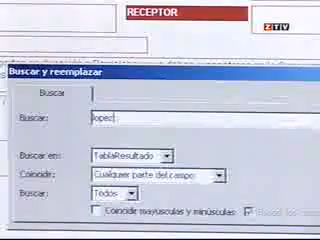 RECEPTOR
ZTV
Buscar y reemplazar
Buscar
Buscar: lopez
Buscar en: TablaResultado
Coincidir: Cualquier parte del campo
Buscar: Todos
Coincidir mayusculas y minúsculas